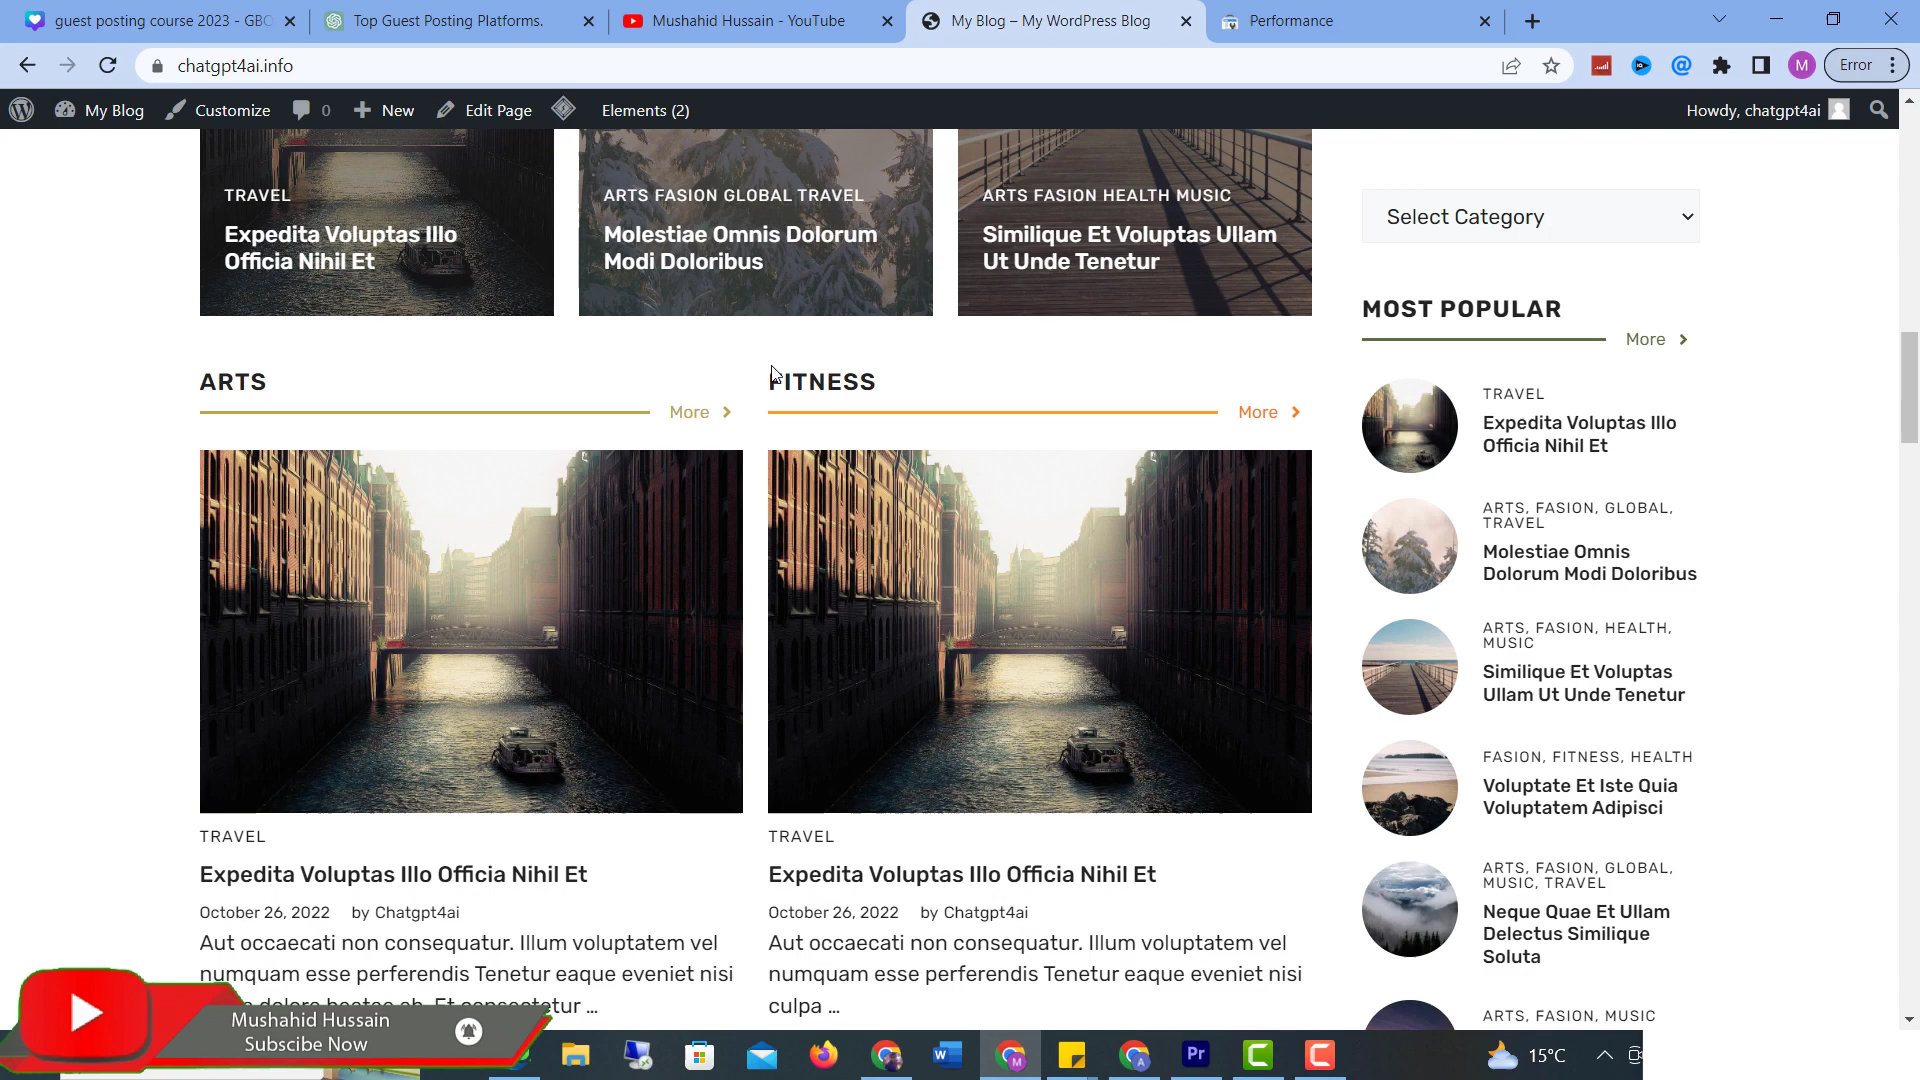 guest posting course 2023 - GBO
Top Guest Posting Platforms.
Mushahid Hussain - YouTube
My Blog – My WordPress Blog
Performance
chatgpt4ai.info
M
Error
My Blog
Customize
0
New
Edit Page
Elements (2)
Howdy, chatgpt4ai
TRAVEL
Expedita Voluptas Illo
Officia Nihil Et
ARTS FASION GLOBAL TRAVEL
Molestiae Omnis Dolorum
Modi Doloribus
ARTS FASION HEALTH MUSIC
Similique Et Voluptas Ullam
Ut Unde Tenetur
Select Category
MOST POPULAR
More
ARTS
More
FITNESS
More
TRAVEL
Expedita Voluptas Illo
Officia Nihil Et
ARTS, FASION, GLOBAL,
TRAVEL
Molestiae Omnis
Dolorum Modi Doloribus
ARTS, FASION, HEALTH,
MUSIC
Similique Et Voluptas
Ullam Ut Unde Tenetur
FASION, FITNESS, HEALTH
Voluptate Et Iste Quia
Voluptatem Adipisci
ARTS, FASION, GLOBAL,
MUSIC, TRAVEL
Neque Quae Et Ullam
Delectus Similique
Soluta
ARTS, FASION, MUSIC
TRAVEL
Expedita Voluptas Illo Officia Nihil Et
October 26, 2022 by Chatgpt4ai
Aut occaecati non consequatur. Illum voluptatem vel
numquam esse perferendis Tenetur eaque eveniet nisi
dolore beatae ab. Et consectetur ...
TRAVEL
Expedita Voluptas Illo Officia Nihil Et
October 26, 2022 by Chatgpt4ai
Aut occaecati non consequatur. Illum voluptatem vel
numquam esse perferendis Tenetur eaque eveniet nisi
culpa ...
Mushahid Hussain
Subscibe Now
15°C